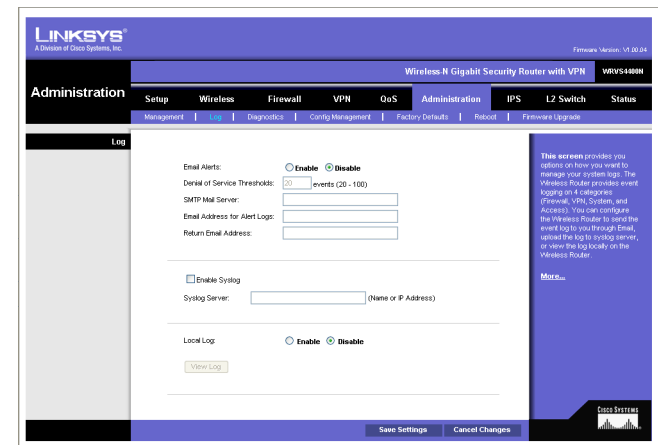 LINKSYS®
A Division of Cisco Systems, Inc.
Firmware Version: V1.00.04
Wireless-N Gigabit Security Router with VPN WRVS4400N
Administration
Setup Wireless Firewall VPN QoS Administration IPS L2 Switch Status
Management | Log | Diagnostics | Config Management | Factory Defaults | Reboot | Firmware Upgrade
Log
Email Alerts: Enable Disable
Denial of Service Thresholds: 20 events (20 - 100)
SMTP Mail Server:
Email Address for Alert Logs:
Return Email Address:
Enable Syslog
Syslog Server: (Name or IP Address)
Local Log: Enable Disable
View Log
This screen provides you
options on how you want to
manage your system logs. The
Wireless Router provides event
logging on 4 categories
(Firewall, VPN, System, and
Access). You can configure
the Wireless Router to send the
event log to you through Email,
upload the log to syslog server,
or view the log locally on the
Wireless Router.
More...
Save Settings Cancel Changes
CISCO SYSTEMS